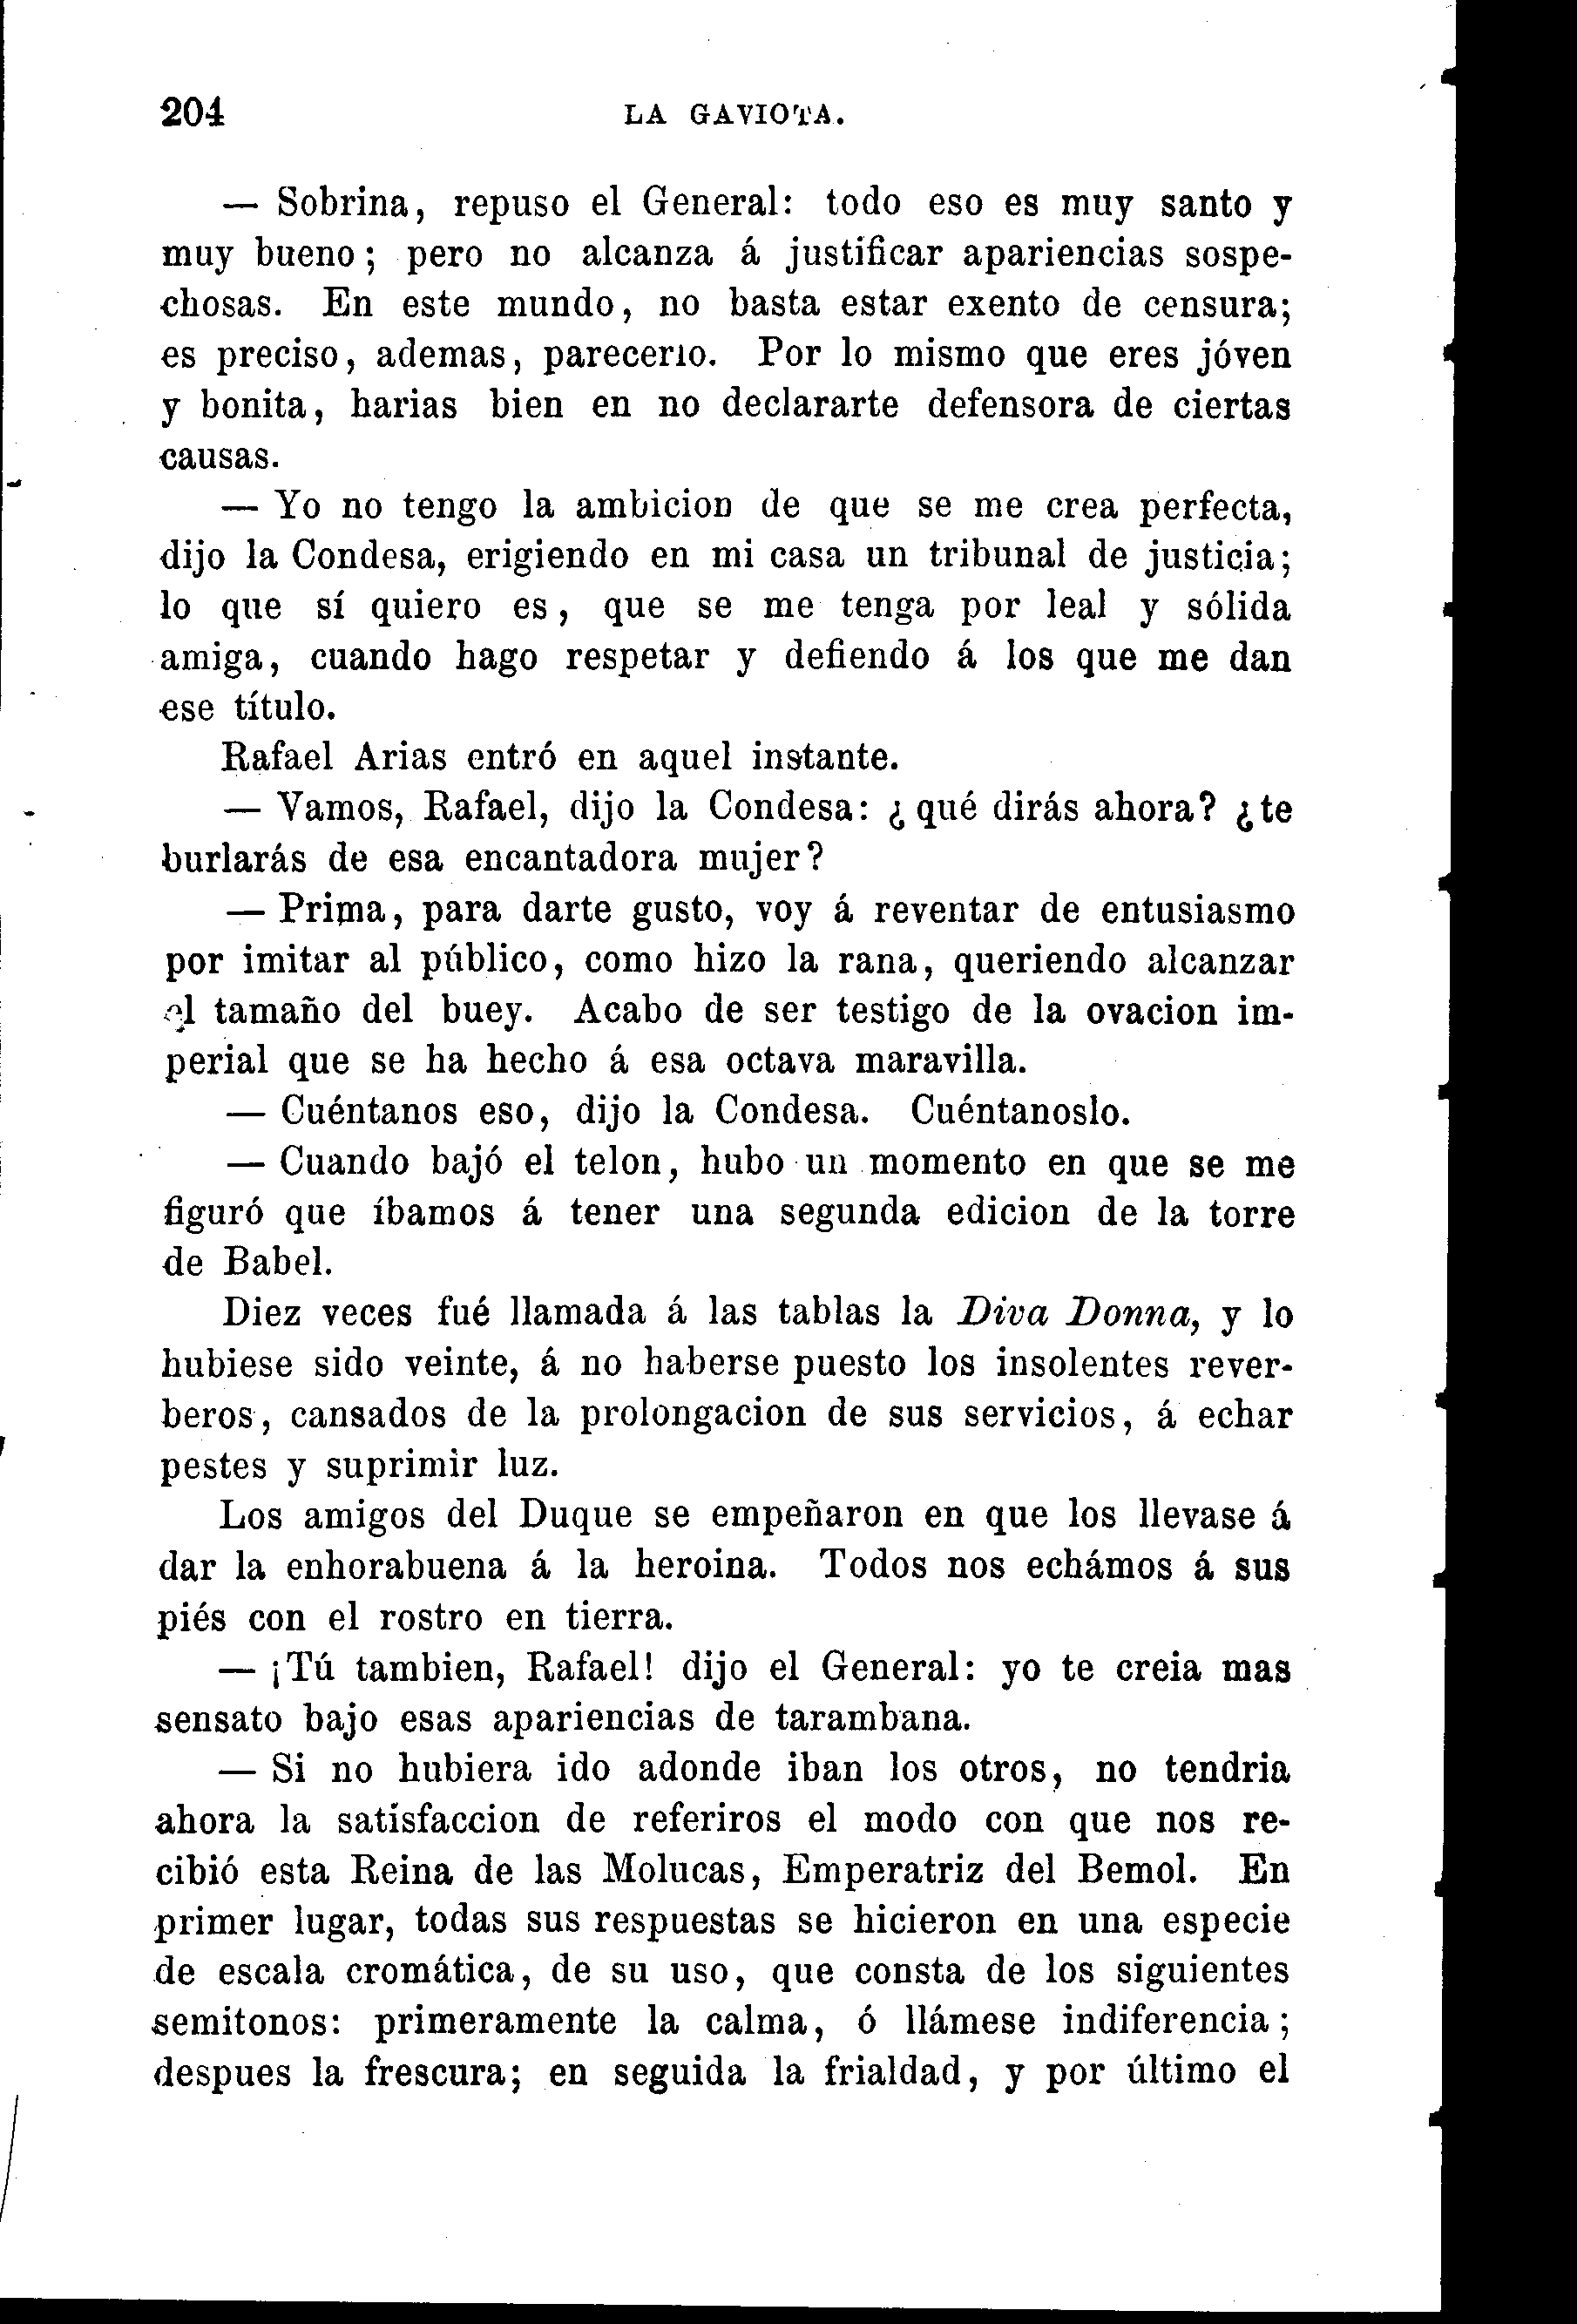 204 LA GAVIOTA.
— Sobrina, repuso el General: todo eso es muy santo y
muy bueno; pero no alcanza á justificar apariencias sospe-
chosas. En este mundo, no basta estar exento de censura;
es preciso, ademas, parecerlo. Por lo mismo que eres jóven
y bonita, harias bien en no declararte defensora de ciertas
causas.
— Yo no tengo la ambicion de que se me crea perfecta,
dijo la Condesa, erigiendo en mi casa un tribunal de justicia;
lo que sí quiero es, que se me tenga por leal y sólida
amiga, cuando hago respetar y defiendo á los que me dan
ese título.
Rafael Arias entró en aquel instante.
— Vamos, Rafael, dijo la Condesa: ¿qué dirás ahora? ¿te
burlarás de esa encantadora mujer?
— Prima, para darte gusto, voy á reventar de entusiasmo
por imitar al público, como hizo la rana, queriendo alcanzar
el tamaño del buey. Acabo de ser testigo de la ovacion im-
perial que se ha hecho á esa octava maravilla.
— Cuéntanos eso, dijo la Condesa. Cuéntanoslo.
— Cuando bajó el telon, hubo un momento en que se me
figuró que íbamos á tener una segunda edicion de la torre
de Babel.
Diez veces fué llamada á las tablas la Diva Donna, y lo
hubiese sido veinte, á no haberse puesto los insolentes rever-
beros, cansados de la prolongacion de sus servicios, á echar
pestes y suprimir luz.
Los amigos del Duque se empeñaron en que los llevase á
dar la enhorabuena á la heroina. Todos nos echámos á sus
piés con el rostro en tierra.
— ¡Tú tambien, Rafael! dijo el General: yo te creia mas
sensato bajo esas apariencias de tarambana.
— Si no hubiera ido adonde iban los otros, no tendria
ahora la satisfaccion de referiros el modo con que nos re-
cibió esta Reina de las Molucas, Emperatriz del Bemol. En
primer lugar, todas sus respuestas se hicieron en una especie
de escala cromática, de su uso, que consta de los siguientes
semitonos: primeramente la calma, ó llámese indiferencia;
despues la frescura; en seguida la frialdad, y por último el